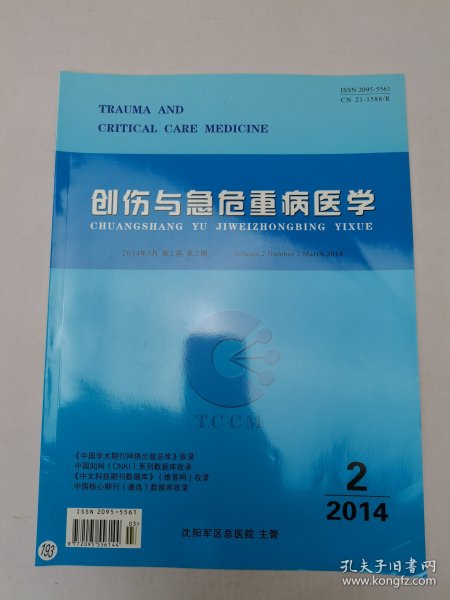 ISSN 2095-5561
CN 21-1588/R
TRAUMA AND
CRITICAL CARE MEDICINE
创伤与急危重病医学
CHUANGSHANG YU JIWEIZHONGBING YIXUE
2014年3月 第2卷 第2期 Volume 2 Number 2 March 2014
TCCM
《中国学术期刊网络出版总库》收录
中国知网（CNKI）系列数据库收录
《中文科技期刊数据库》（维普网）收录
中国核心期刊（遴选）数据库收录
2
2014
ISSN 2095-5561
03>
9 772095 556144
193
沈阳军区总医院 主管
孔夫子旧书网
www.kongfz.com